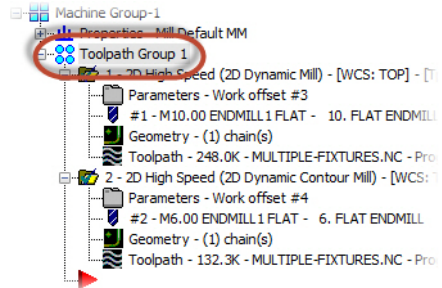 Machine Group-1
Properties - Mill Default MM
Toolpath Group 1
1 - 2D High Speed (2D Dynamic Mill) - [WCS: TOP] - [T
Parameters - Work offset #3
#1 - M10.00 ENDMILL1 FLAT - 10. FLAT ENDMILL
Geometry - (1) chain(s)
Toolpath - 248.0K - MULTIPLE-FIXTURES.NC - Pro
2 - 2D High Speed (2D Dynamic Contour Mill) - [WCS:
Parameters - Work offset #4
#2 - M6.00 ENDMILL1 FLAT - 6. FLAT ENDMILL
Geometry - (1) chain(s)
Toolpath - 132.3K - MULTIPLE-FIXTURES.NC - Pro